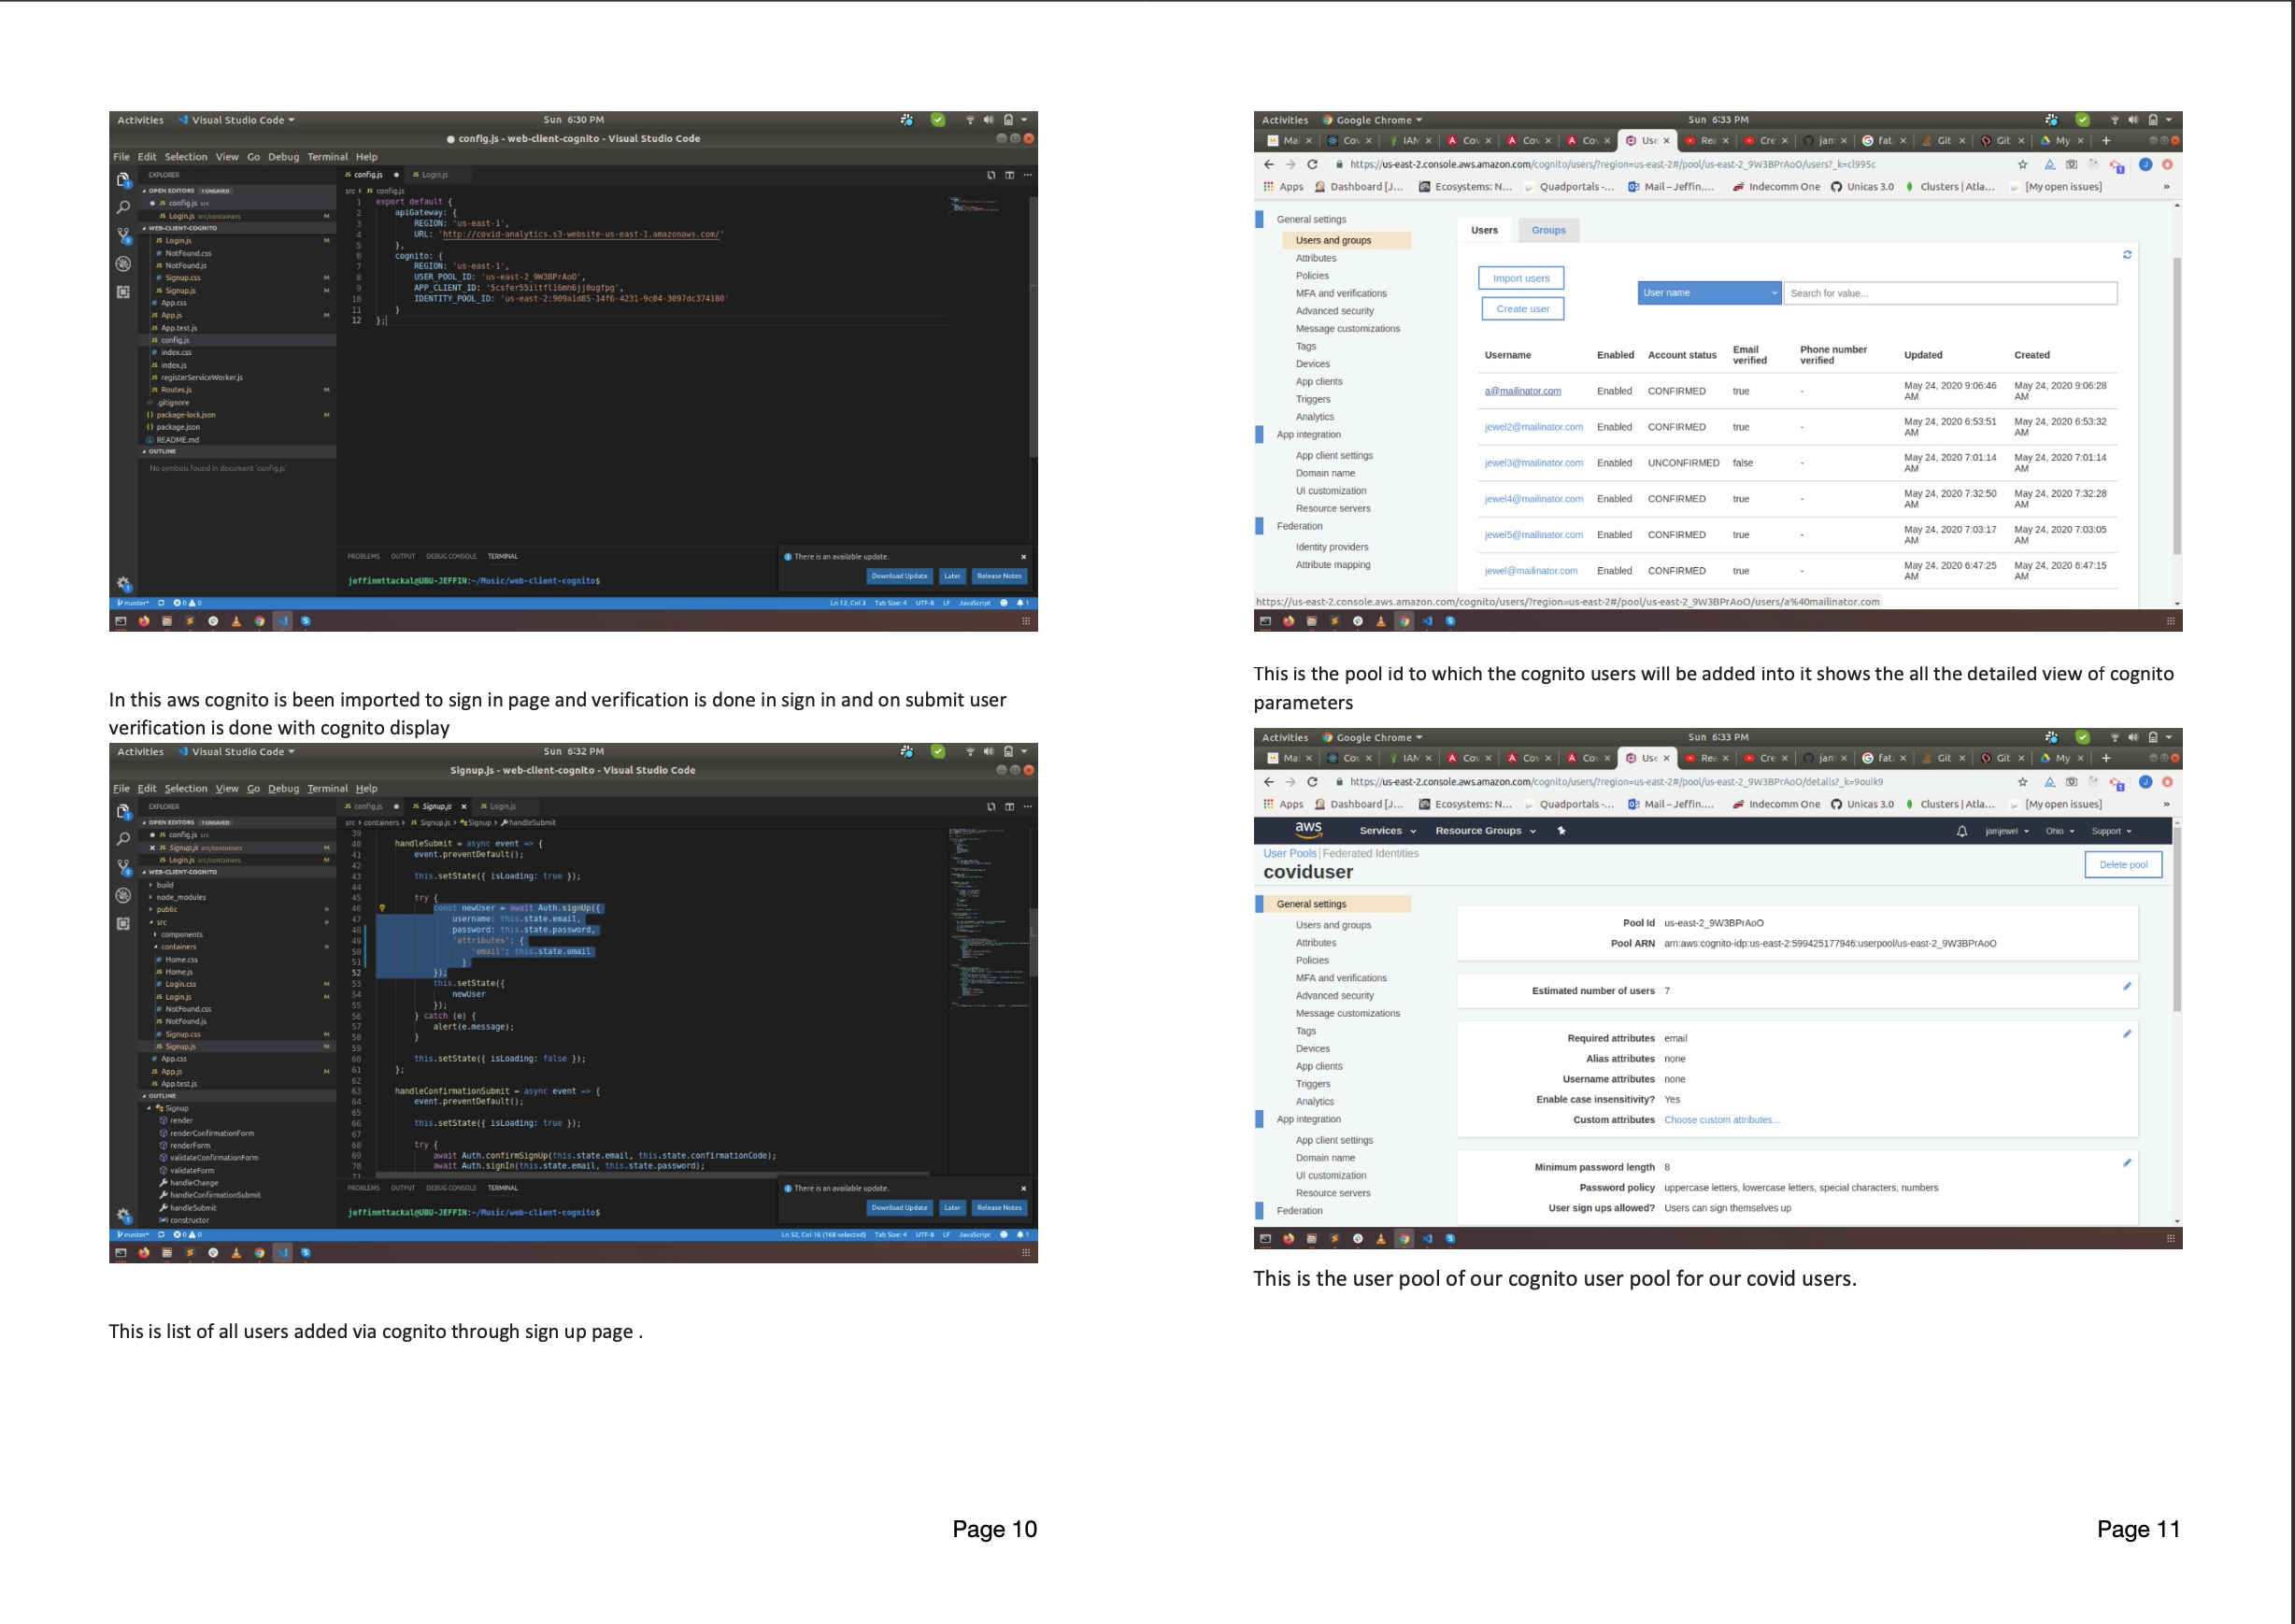 Activities Visual Studio Code Sun 6:30 PM
config.js - web-client-cognito - Visual Studio Code
File Edit Selection View Go Debug Terminal Help
EXPLORER
OPEN EDITORS 1 UNSAVED
config.js src
Login.js src/containers M
WEB-CLIENT-COGNITO
Login.js M
NotFound.css
NotFound.js
Signup.css M
Signup.js M
App.css
App.js M
App.test.js
config.js
index.css
index.js
registerServiceWorker.js
Routes.js M
.gitignore
package-lock.json M
package.json
README.md
OUTLINE
No symbols found in document 'config.js'
config.js Login.js
src config.js
1 export default {
2 apiGateway: {
3 REGION: 'us-east-1',
4 URL: 'http://covid-analytics.s3-website-us-east-1.amazonaws.com/'
5 },
6 cognito: {
7 REGION: 'us-east-1',
8 USER_POOL_ID: 'us-east-2_9W3BPrAoO',
9 APP_CLIENT_ID:
10 IDENTITY_POOL_ID: 'us-east-2:909a1d85-14f6-4231-9c04-3097dc374180'
11 }
12 };
PROBLEMS OUTPUT DEBUG CONSOLE TERMINAL
There is an available update.
Download Update Later Release Notes
jeffinmttackal@UBU-JEFFIN:~/Music/web-client-cognito$
master* 0 0 Ln 12, Col 3 Tab Size: 4 UTF-8 LF JavaScript 1
In this aws cognito is been imported to sign in page and verification is done in sign in and on submit user
verification is done with cognito display
Activities Visual Studio Code Sun 6:32 PM
Signup.js - web-client-cognito - Visual Studio Code
File Edit Selection View Go Debug Terminal Help
EXPLORER
OPEN EDITORS 1 UNSAVED
config.js src
Signup.js src/containers M
Login.js src/containers M
WEB-CLIENT-COGNITO
build
node_modules
public
src
components
containers
Home.css
Home.js
Login.css M
Login.js M
NotFound.css
NotFound.js
Signup.css M
Signup.js M
App.css
App.js M
App.test.js
OUTLINE
Signup
render
renderConfirmationForm
renderForm
validateConfirmationForm
validateForm
handleChange
handleConfirmationSubmit
handleSubmit
constructor
config.js Signup.js Login.js
src containers Signup.js Signup handleSubmit
39
40 handleSubmit = async event => {
41 event.preventDefault();
42
43 this.setState({ isLoading: true });
44
45 try {
46 const newUser = await Auth.signUp({
47 username: this.state.email,
48 password: this.state.password,
49 'attributes': {
50 'email': this.state.email
51 }
52 });
53 this.setState({
54 newUser
55 });
56 } catch (e) {
57 alert(e.message);
58 }
59
60 this.setState({ isLoading: false });
61 };
62
63 handleConfirmationSubmit = async event => {
64 event.preventDefault();
65
66 this.setState({ isLoading: true });
67
68 try {
69 await Auth.confirmSignUp(this.state.email, this.state.confirmationCode);
70 await Auth.signIn(this.state.email, this.state.password);
71
PROBLEMS OUTPUT DEBUG CONSOLE TERMINAL
There is an available update.
Download Update Later Release Notes
jeffinmttackal@UBU-JEFFIN:~/Music/web-client-cognito$
master* 0 0 Ln 52, Col 16 (168 selected) Tab Size: 4 UTF-8 LF JavaScript 1
This is list of all users added via cognito through sign up page .
Page 10
Activities Google Chrome Sun 6:33 PM
Mai Cov IAM Cov Cov Cov Use Rea Cre jam fat Git Git My
https://us-east-2.console.aws.amazon.com/cognito/users/?region=us-east-2#/pool/us-east-2_9W3BPrAoO/users?_k=cl995c
Apps Dashboard [J... Ecosystems: N... Quadportals -... Mail – Jeffin.... Indecomm One Unicas 3.0 Clusters | Atla... [My open issues] »
General settings
Users and groups
Attributes
Policies
MFA and verifications
Advanced security
Message customizations
Tags
Devices
App clients
Triggers
Analytics
App integration
App client settings
Domain name
UI customization
Resource servers
Federation
Identity providers
Attribute mapping
Users Groups
Import users
Create user
User name Search for value...
Username Enabled Account status Email verified Phone number verified Updated Created
a@mailinator.com Enabled CONFIRMED true - May 24, 2020 9:06:46 AM May 24, 2020 9:06:28 AM
jewel2@mailinator.com Enabled CONFIRMED true - May 24, 2020 6:53:51 AM May 24, 2020 6:53:32 AM
jewel3@mailinator.com Enabled UNCONFIRMED false - May 24, 2020 7:01:14 AM May 24, 2020 7:01:14 AM
jewel4@mailinator.com Enabled CONFIRMED true - May 24, 2020 7:32:50 AM May 24, 2020 7:32:28 AM
jewel5@mailinator.com Enabled CONFIRMED true - May 24, 2020 7:03:17 AM May 24, 2020 7:03:05 AM
jewel@mailinator.com Enabled CONFIRMED true - May 24, 2020 6:47:25 AM May 24, 2020 6:47:15 AM
https://us-east-2.console.aws.amazon.com/cognito/users/?region=us-east-2#/pool/us-east-2_9W3BPrAoO/users/a%40mailinator.com
This is the pool id to which the cognito users will be added into it shows the all the detailed view of cognito
parameters
Activities Google Chrome Sun 6:33 PM
Mai Cov IAM Cov Cov Cov Use Rea Cre jam fat Git Git My
https://us-east-2.console.aws.amazon.com/cognito/users/?region=us-east-2#/pool/us-east-2_9W3BPrAoO/details?_k=9ouik9
Apps Dashboard [J... Ecosystems: N... Quadportals -... Mail – Jeffin.... Indecomm One Unicas 3.0 Clusters | Atla... [My open issues] »
aws Services Resource Groups jamjewel Ohio Support
User Pools | Federated Identities
coviduser
Delete pool
General settings
Users and groups
Attributes
Policies
MFA and verifications
Advanced security
Message customizations
Tags
Devices
App clients
Triggers
Analytics
App integration
App client settings
Domain name
UI customization
Resource servers
Federation
Pool Id us-east-2_9W3BPrAoO
Pool ARN arn:aws:cognito-idp:us-east-2:599425177946:userpool/us-east-2_9W3BPrAoO
Estimated number of users 7
Required attributes email
Alias attributes none
Username attributes none
Enable case insensitivity? Yes
Custom attributes Choose custom attributes...
Minimum password length 8
Password policy uppercase letters, lowercase letters, special characters, numbers
User sign ups allowed? Users can sign themselves up
This is the user pool of our cognito user pool for our covid users.
Page 11